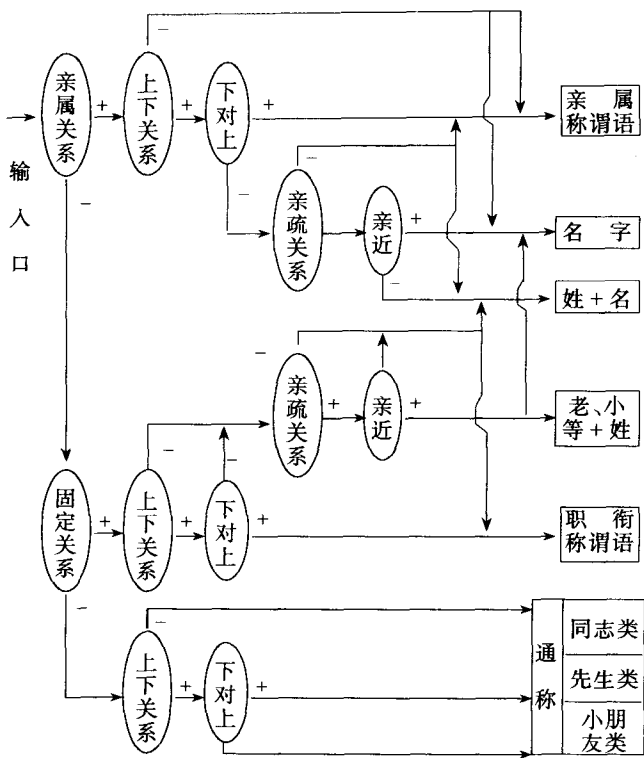 亲属关系
上下关系
下对上
亲属
称谓语
输入口
亲疏关系
亲近
名字
姓+名
亲疏关系
亲近
老、小
等+姓
固定关系
上下关系
下对上
职衔
称谓语
上下关系
下对上
通称
同志类
先生类
小朋
友类
+
+
+
+
+
+
+
+
+
+
+
−
−
−
−
−
−
−
−
−
−
−